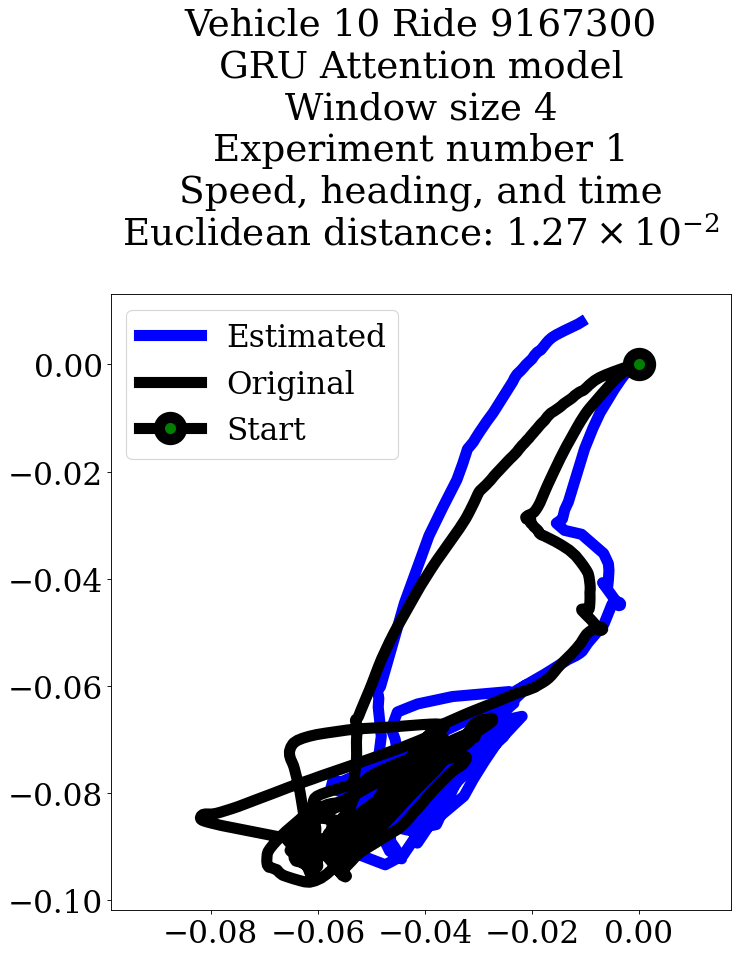 Vehicle 10 Ride 9167300
GRU Attention model
Window size 4
Experiment number 1
Speed, heading, and time
Euclidean distance: 1.27 × 10⁻²
Estimated
Original
Start
0.00
−0.02
−0.04
−0.06
−0.08
−0.10
−0.08 −0.06 −0.04 −0.02 0.00